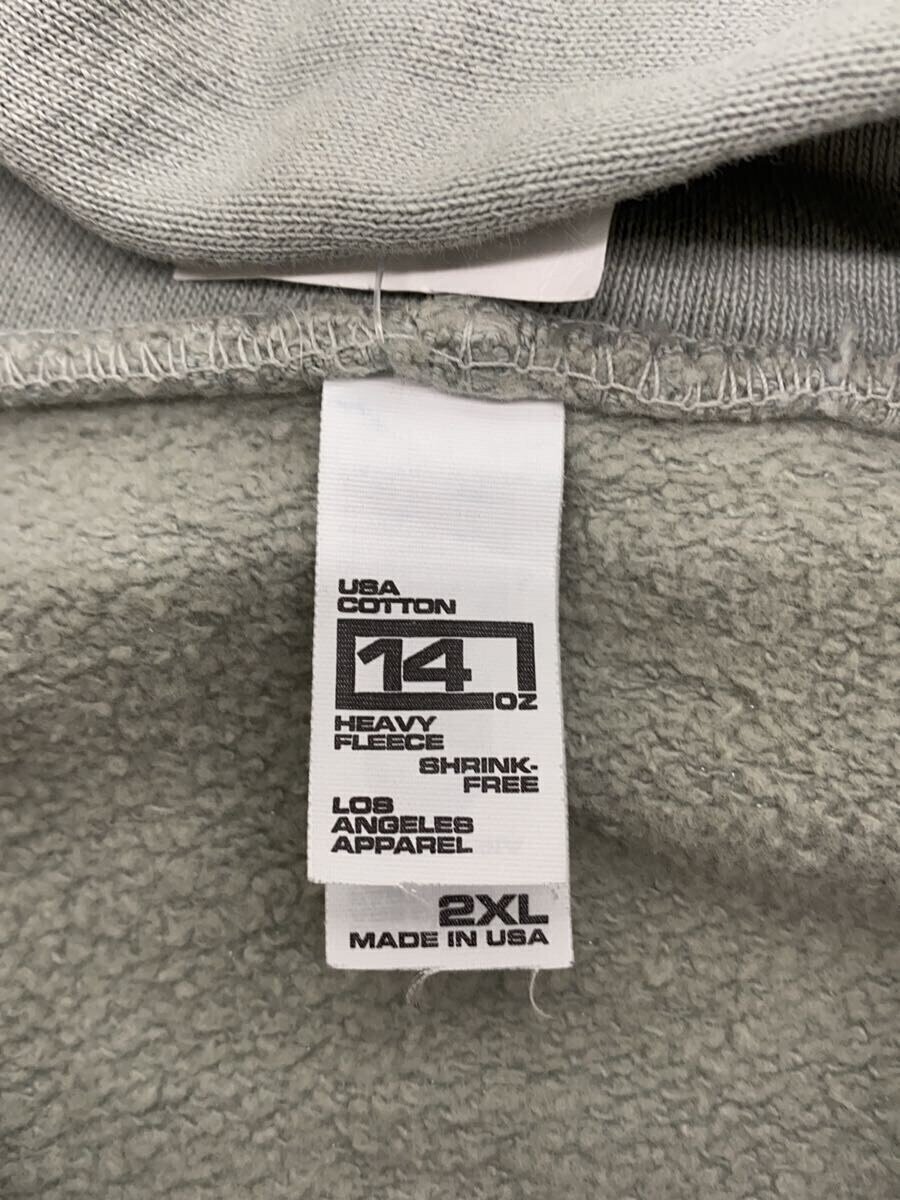 USA
COTTON
14
OZ
HEAVY
FLEECE
SHRINK-
FREE
LOS
ANGELES
APPAREL
2XL
MADE IN USA